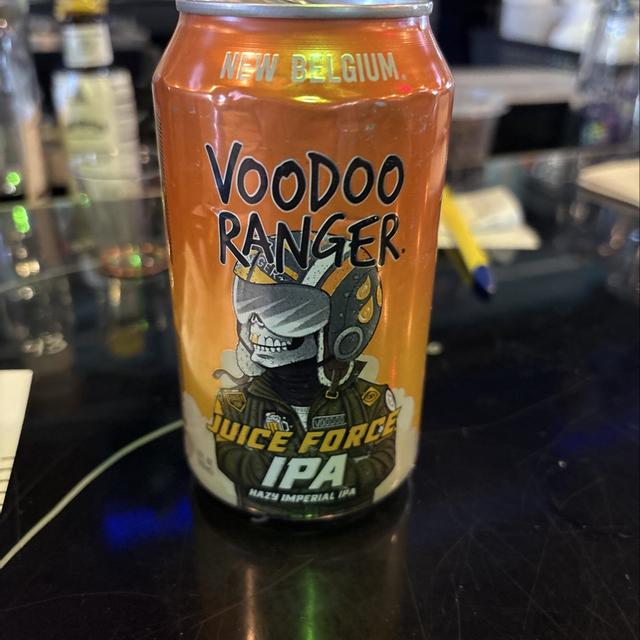 NEW BELGIUM
VOODOO
RANGER
JUICE FORCE
IPA
HAZY IMPERIAL IPA